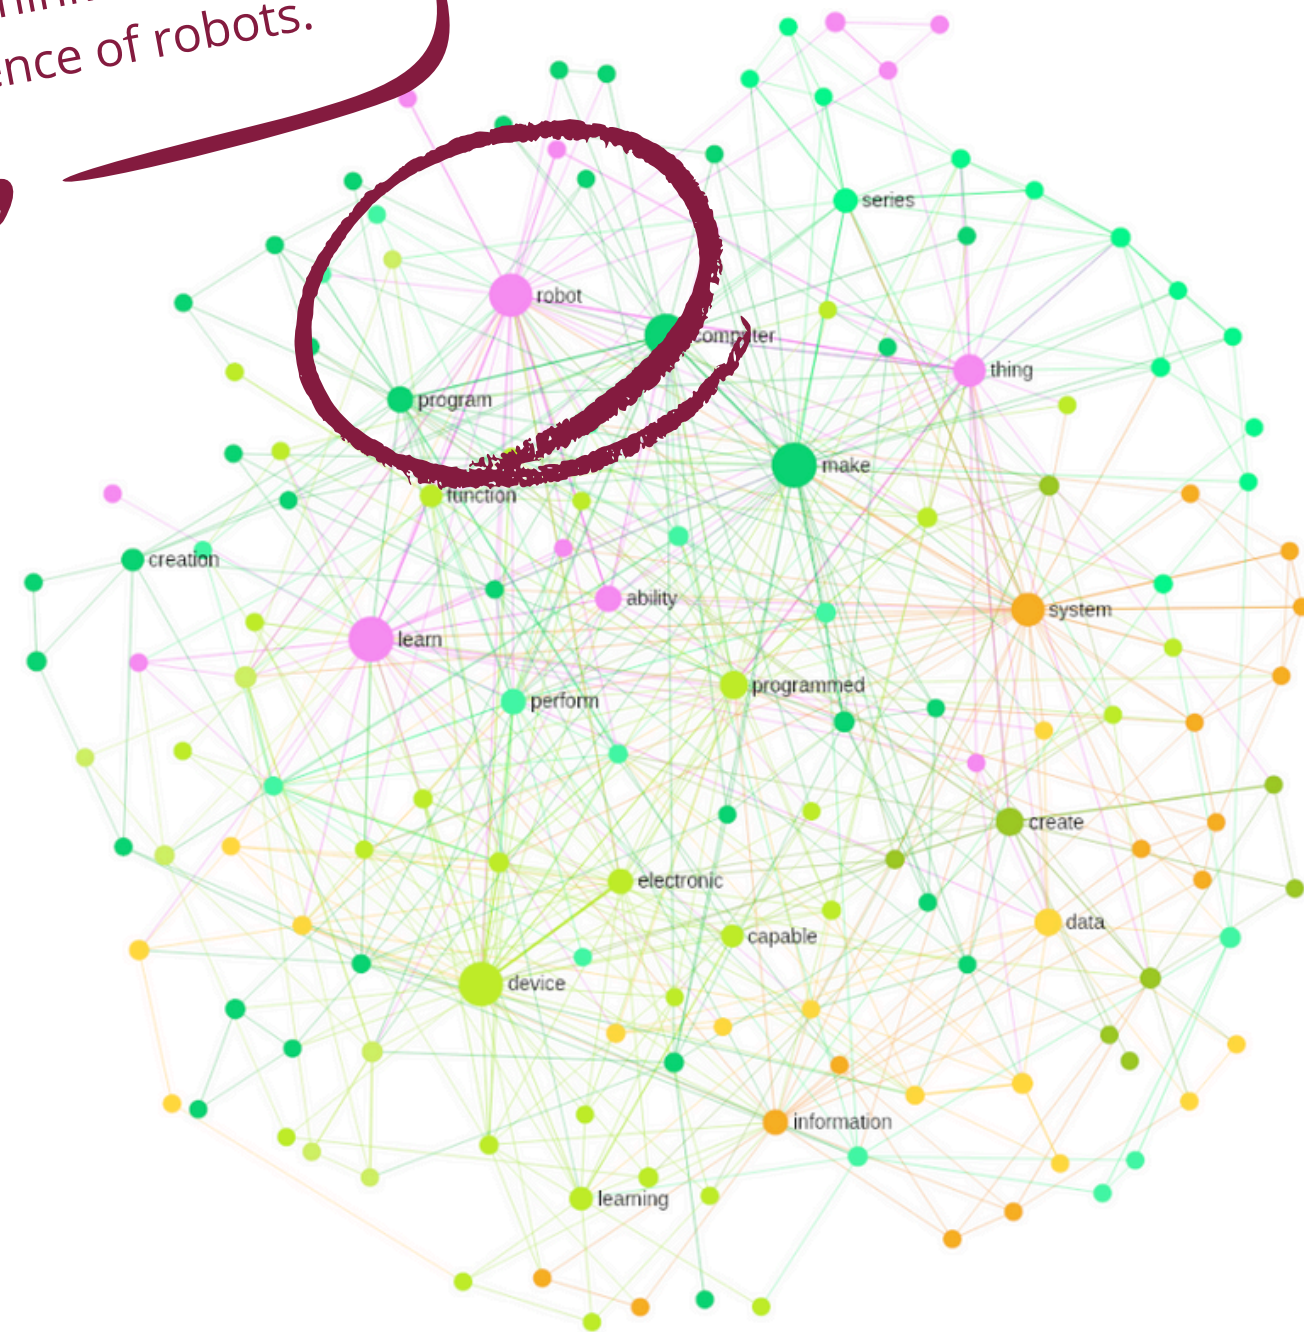 ence of robots.
series
robot
computer
thing
program
make
function
creation
ability
system
learn
programmed
perform
create
electronic
data
capable
device
information
learning